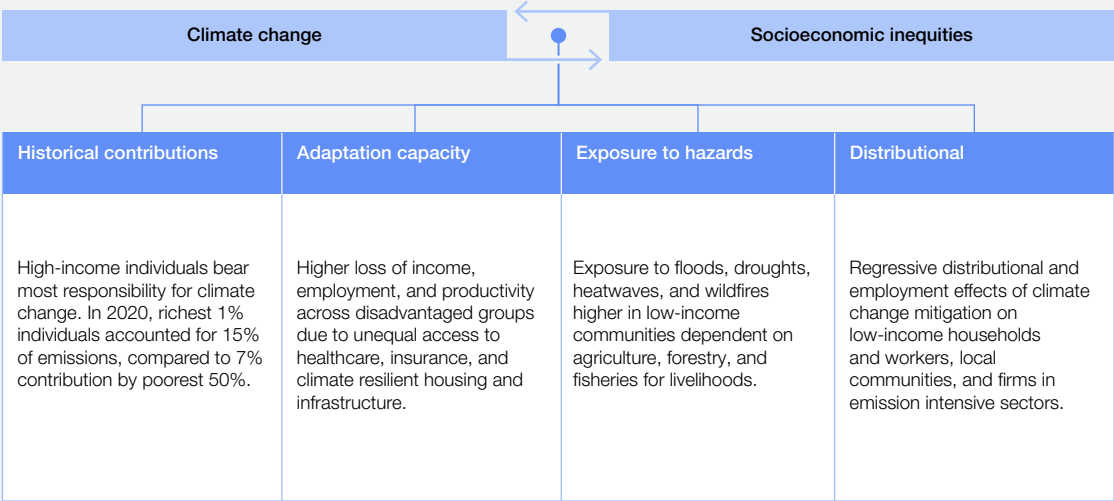 Climate change
Socioeconomic inequities
Historical contributions
Adaptation capacity
Exposure to hazards
Distributional
High-income individuals bear
most responsibility for climate
change. In 2020, richest 1%
individuals accounted for 15%
of emissions, compared to 7%
contribution by poorest 50%.
Higher loss of income,
employment, and productivity
across disadvantaged groups
due to unequal access to
healthcare, insurance, and
climate resilient housing and
infrastructure.
Exposure to floods, droughts,
heatwaves, and wildfires
higher in low-income
communities dependent on
agriculture, forestry, and
fisheries for livelihoods.
Regressive distributional and
employment effects of climate
change mitigation on
low-income households
and workers, local
communities, and firms in
emission intensive sectors.